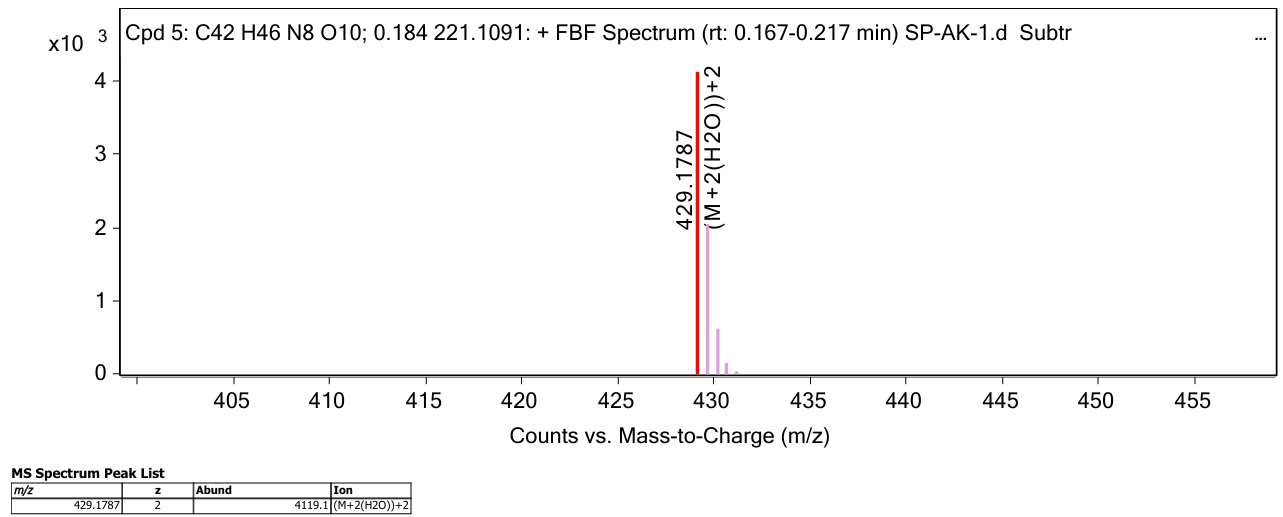 x10 3
Cpd 5: C42 H46 N8 O10; 0.184 221.1091: + FBF Spectrum (rt: 0.167-0.217 min) SP-AK-1.d Subtr ...
4
3
2
1
0
429.1787
(M+2(H2O))+2
405 410 415 420 425 430 435 440 445 450 455
Counts vs. Mass-to-Charge (m/z)
MS Spectrum Peak List
m/z z Abund Ion
429.1787 2 4119.1 (M+2(H2O))+2